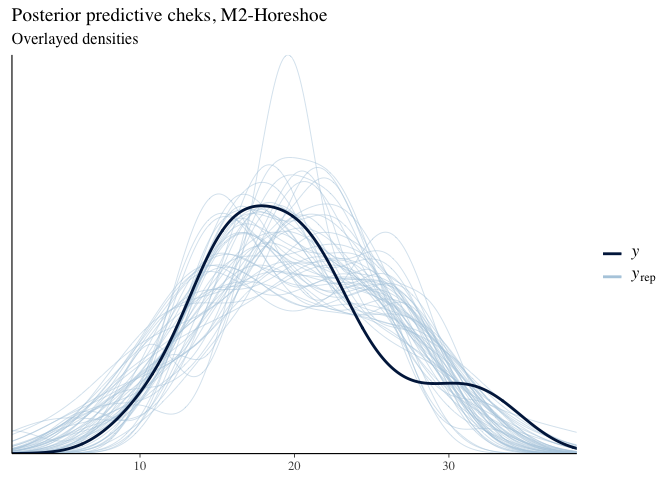 Posterior predictive cheks, M2-Horeshoe
Overlayed densities
y
y rep
10 20 30